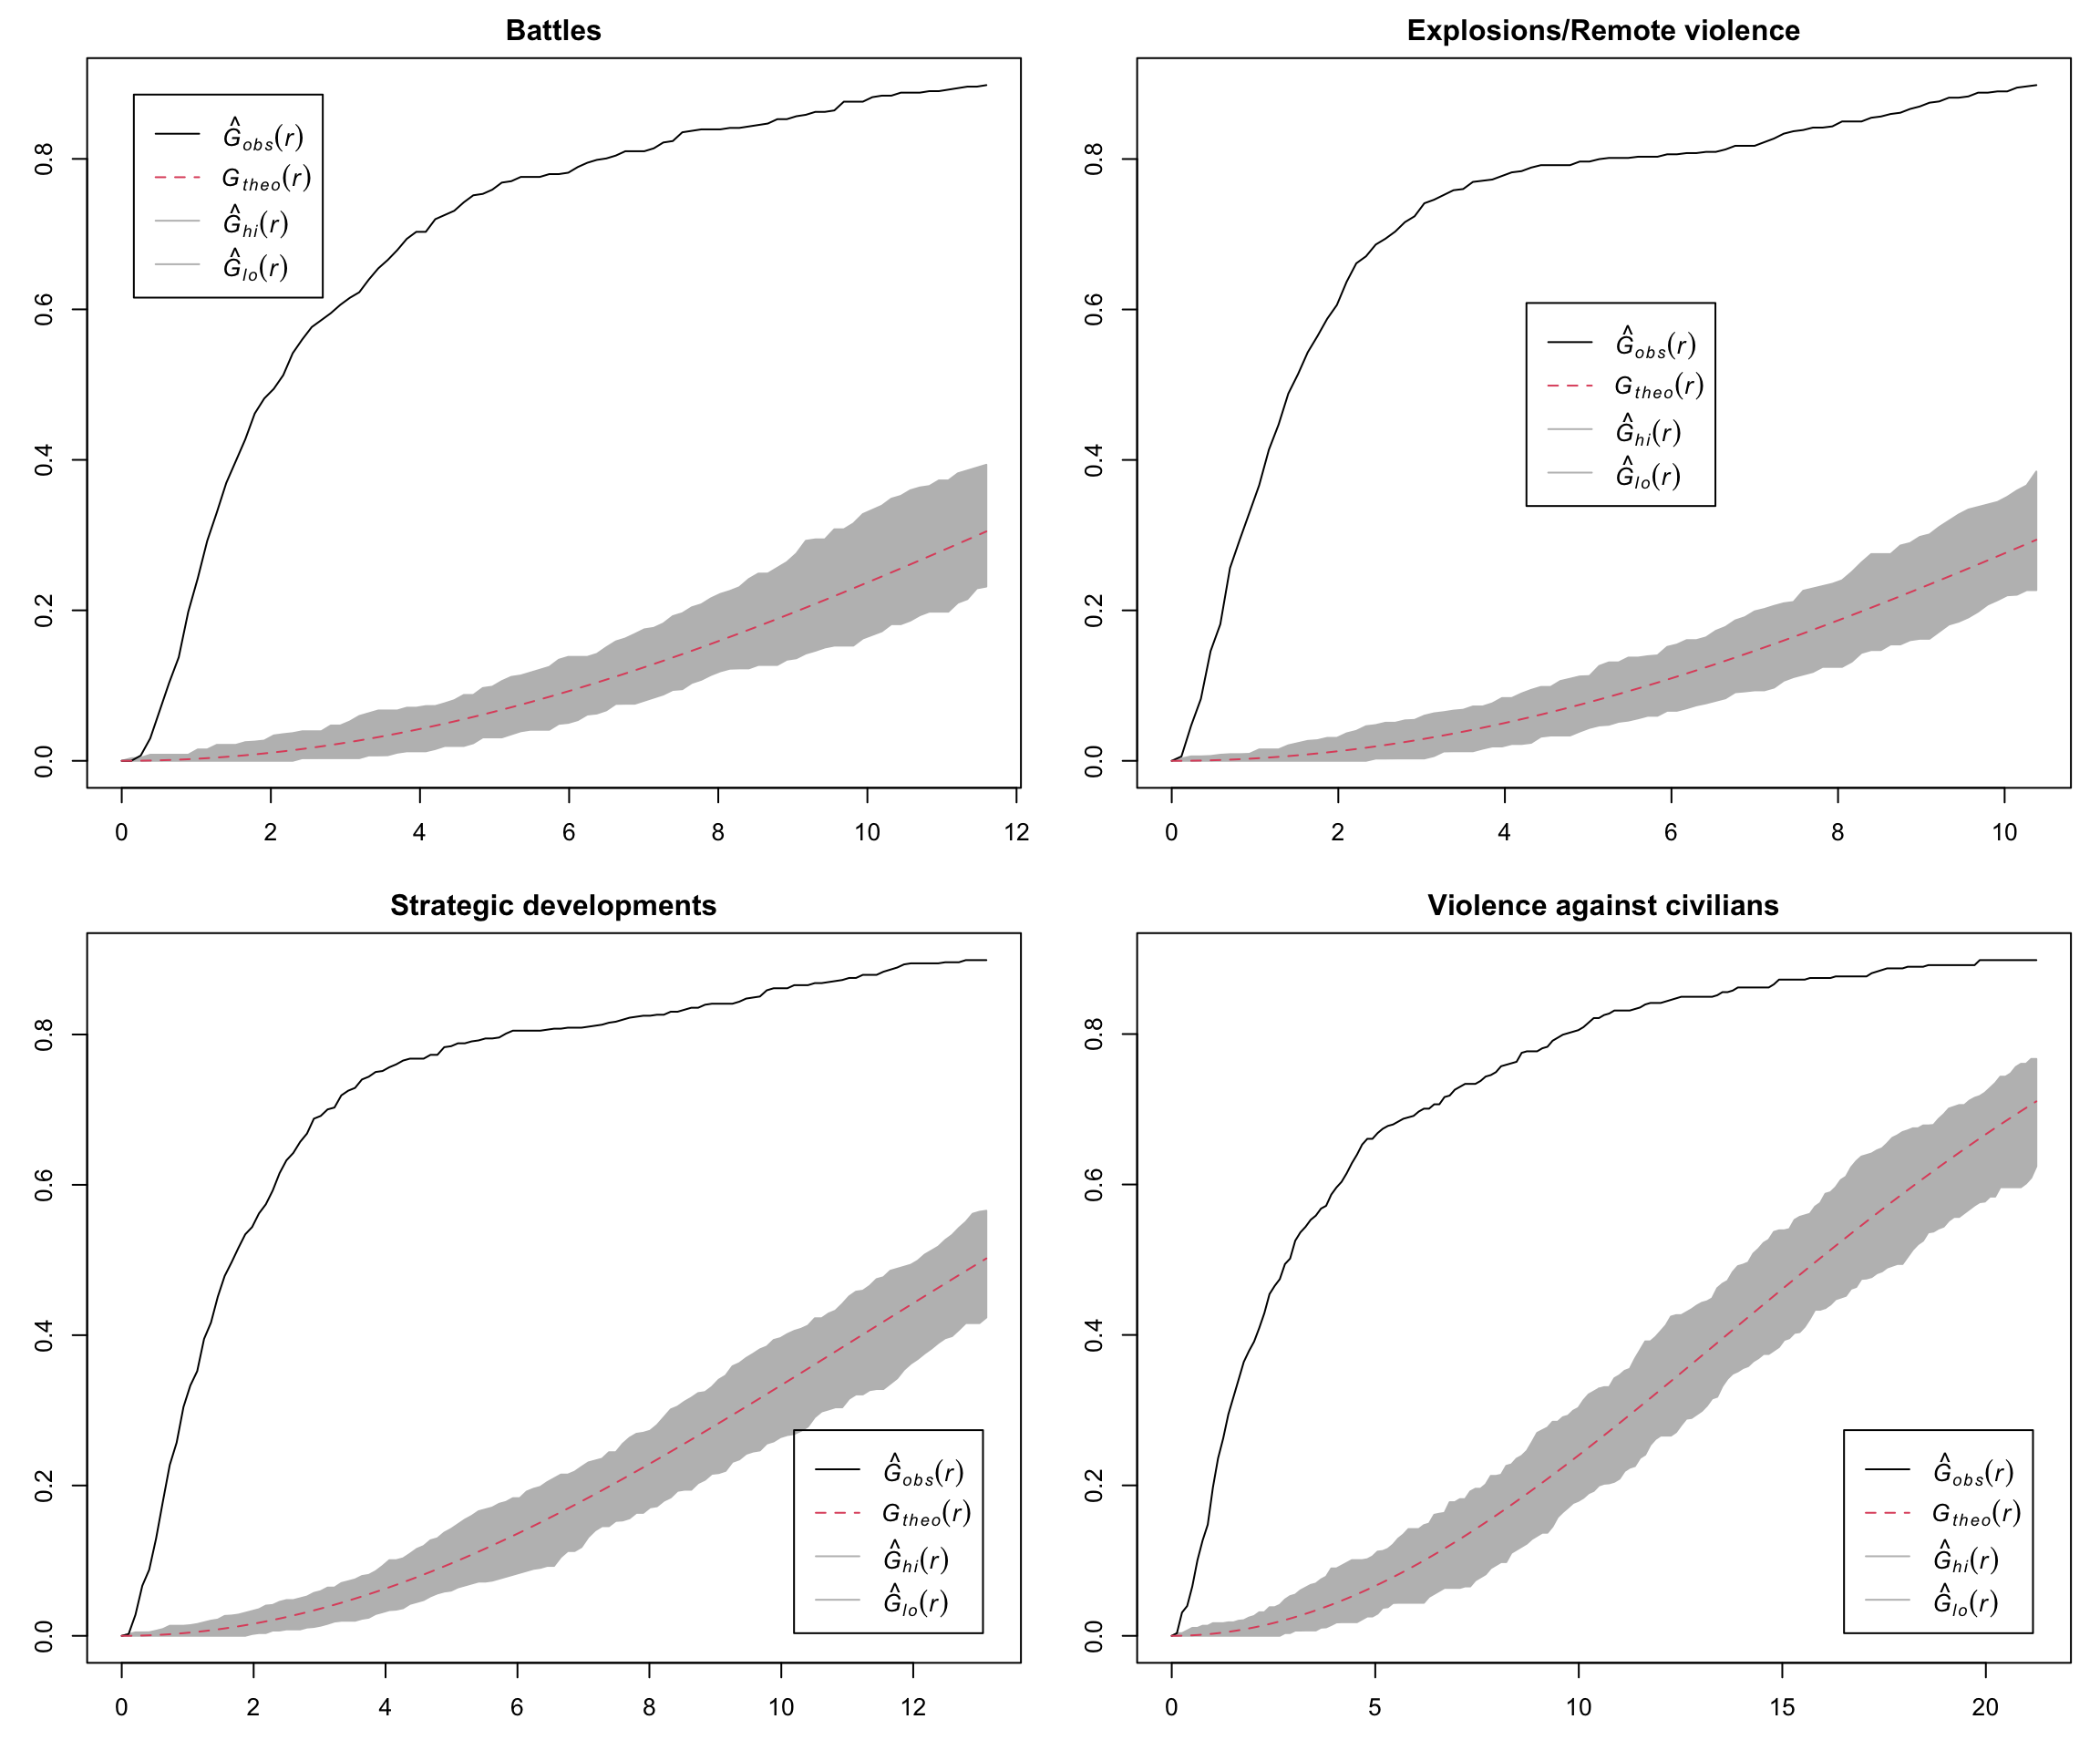 Battles
Ĝobs(r)
Gtheo(r)
Ĝhi(r)
Ĝlo(r)
0.0 0.2 0.4 0.6 0.8
0 2 4 6 8 10 12
Explosions/Remote violence
Ĝobs(r)
Gtheo(r)
Ĝhi(r)
Ĝlo(r)
0.0 0.2 0.4 0.6 0.8
0 2 4 6 8 10
Strategic developments
Ĝobs(r)
Gtheo(r)
Ĝhi(r)
Ĝlo(r)
0.0 0.2 0.4 0.6 0.8
0 2 4 6 8 10 12
Violence against civilians
Ĝobs(r)
Gtheo(r)
Ĝhi(r)
Ĝlo(r)
0.0 0.2 0.4 0.6 0.8
0 5 10 15 20